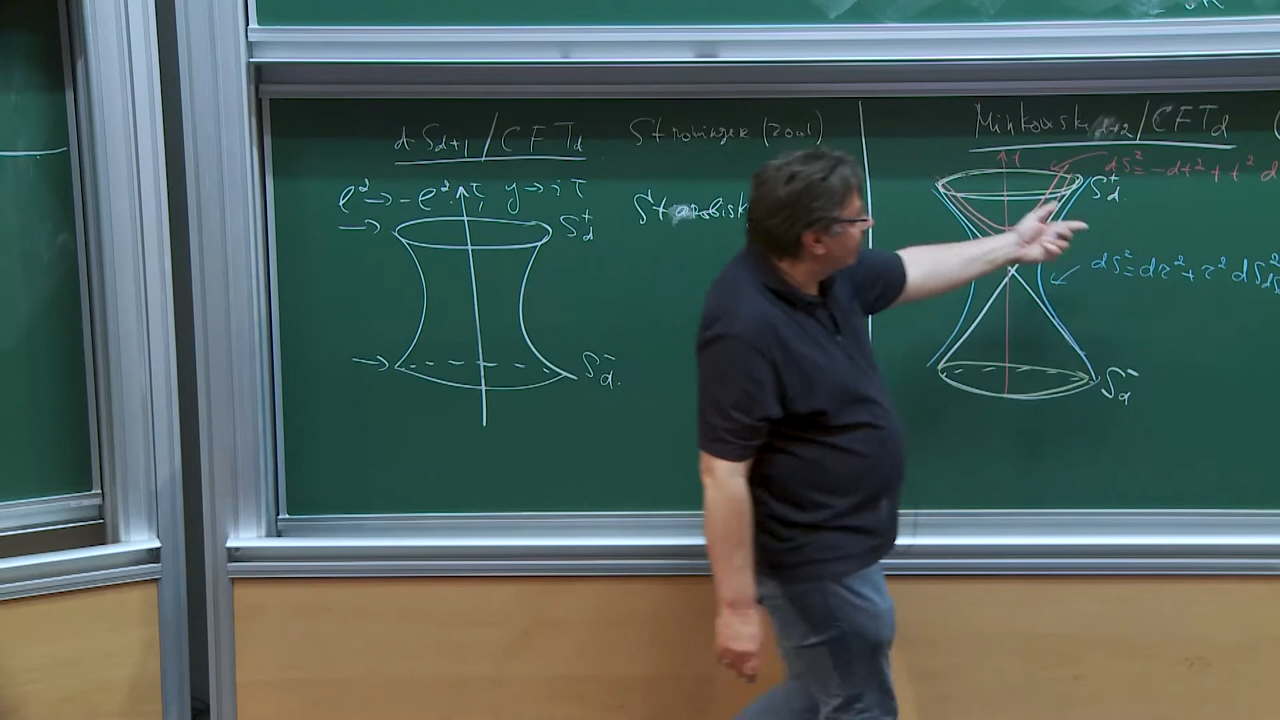 dS_{d+1}/CFT_d
Strominger (2001)
ℓ² → -ℓ² τ, y → iτ
S_d^+
S_d^-.
Minkowski_{d+2}/CFT_d (
t
dS² = -dt² + t² d
S_d^+.
dS² = dr² + r² dS
S_d^-